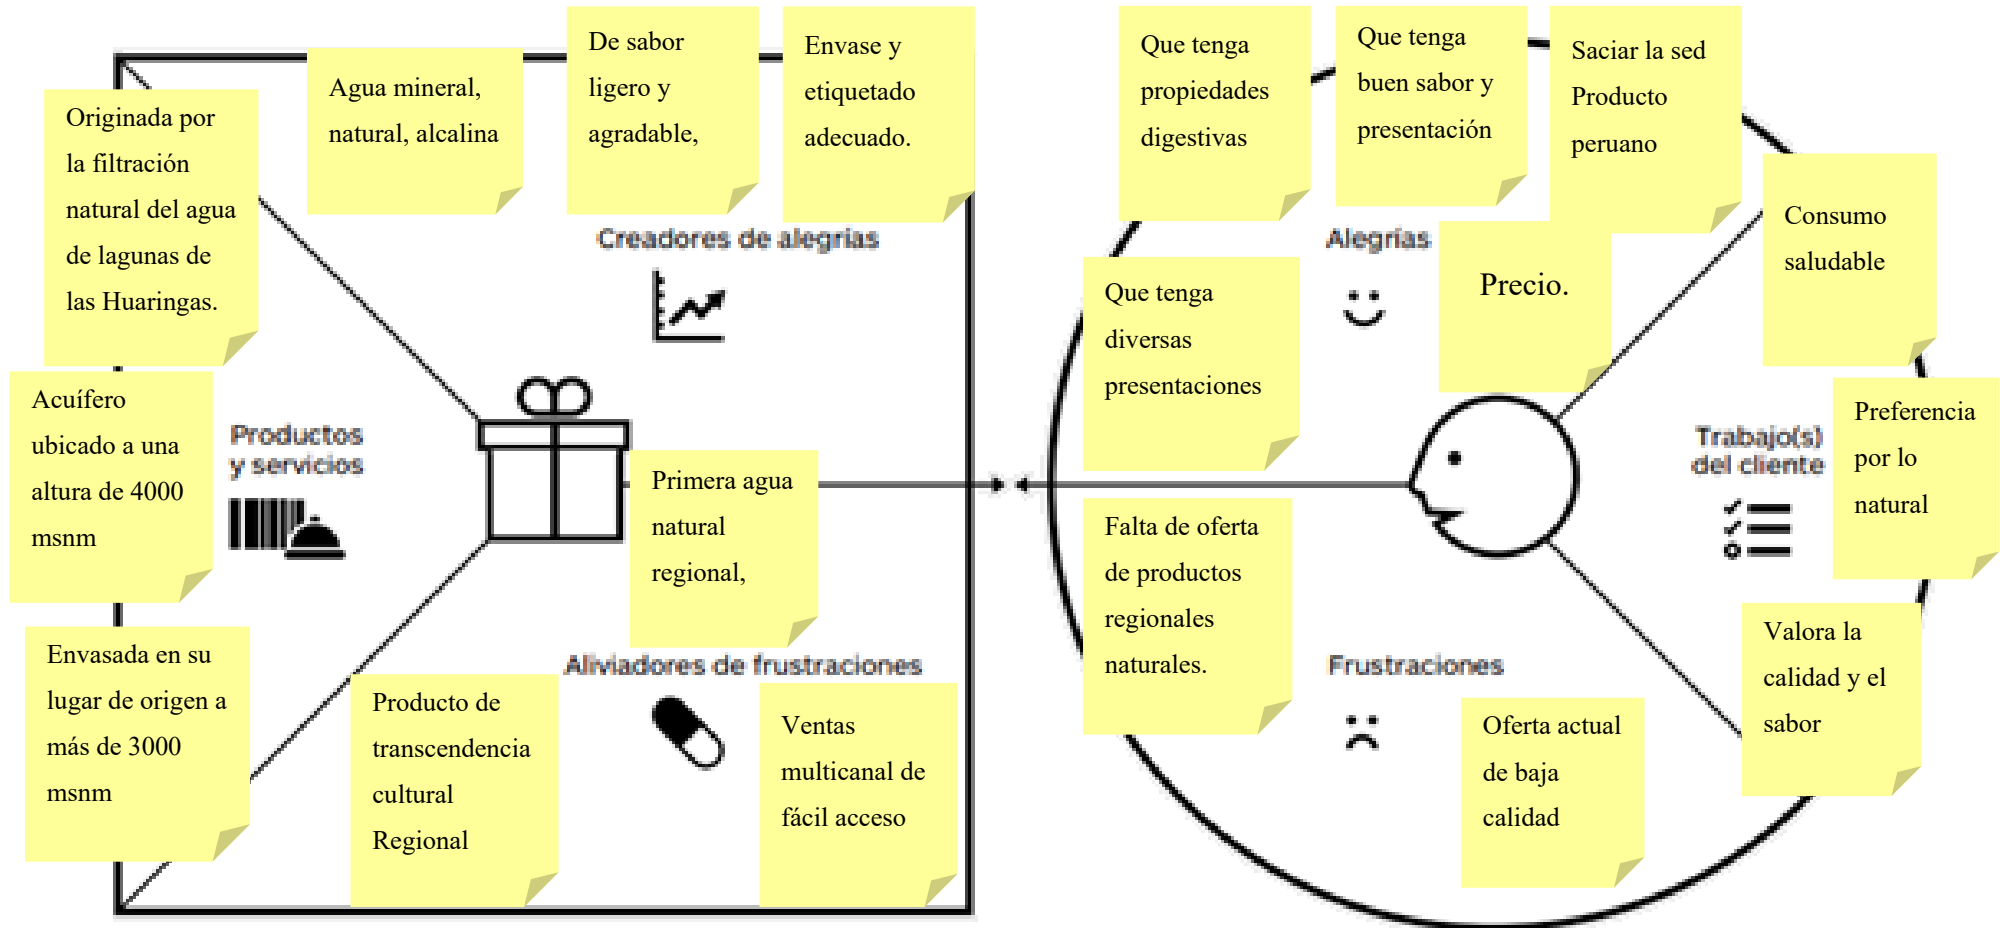 Originada por
la filtración
natural del agua
de lagunas de
las Huaringas.
Agua mineral,
natural, alcalina
De sabor
ligero y
agradable,
Envase y
etiquetado
adecuado.
Creadores de alegrías
Acuífero
ubicado a una
altura de 4000
msnm
Productos
y servicios
Primera agua
natural
regional,
Envasada en su
lugar de origen a
más de 3000
msnm
Aliviadores de frustraciones
Producto de
transcendencia
cultural
Regional
Ventas
multicanal de
fácil acceso
Que tenga
propiedades
digestivas
Que tenga
buen sabor y
presentación
Saciar la sed
Producto
peruano
Consumo
saludable
Alegrías
Precio.
Que tenga
diversas
presentaciones
Trabajo(s)
del cliente
Preferencia
por lo
natural
Falta de oferta
de productos
regionales
naturales.
Frustraciones
Oferta actual
de baja
calidad
Valora la
calidad y el
sabor